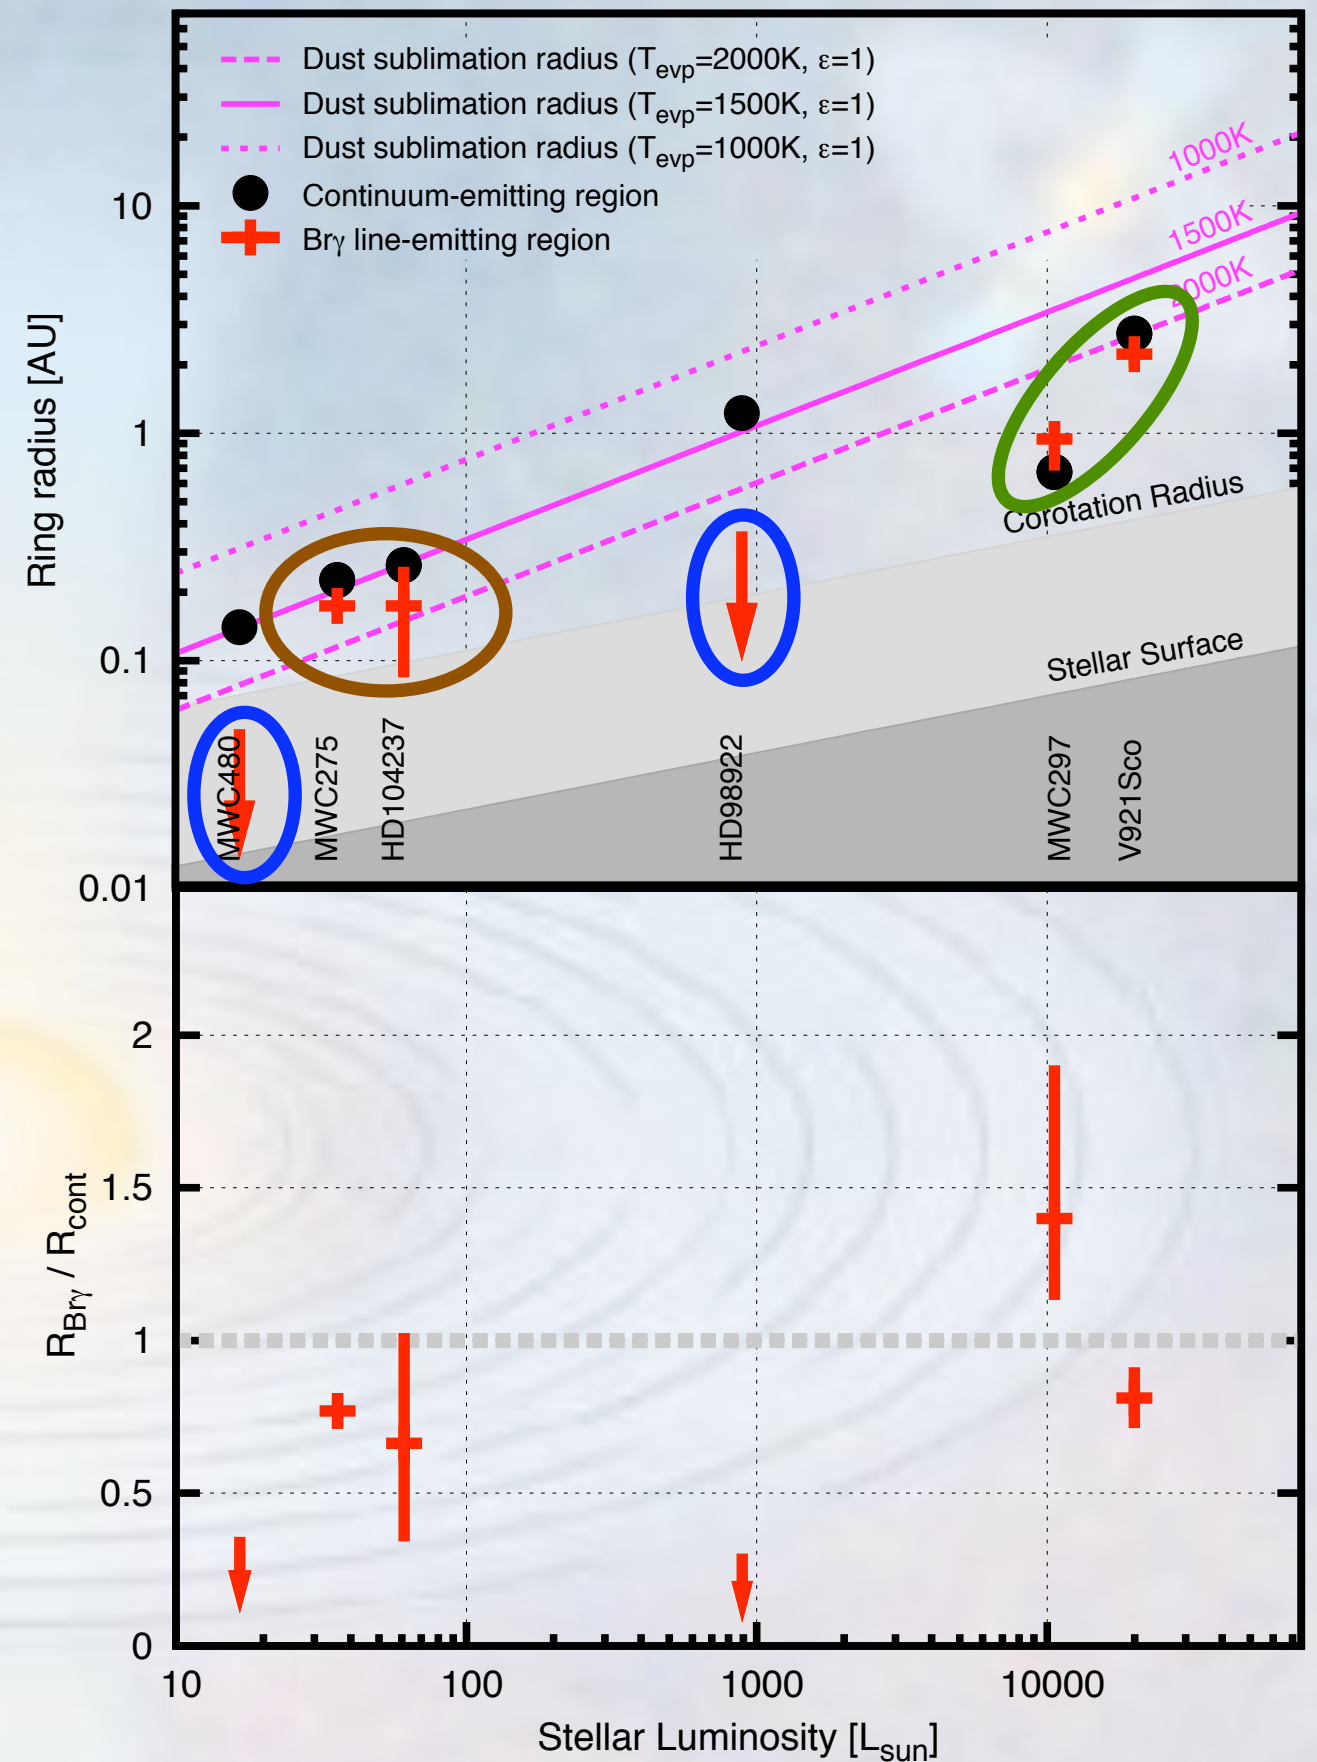 Dust sublimation radius (Tevp=2000K, ε=1)
Dust sublimation radius (Tevp=1500K, ε=1)
Dust sublimation radius (Tevp=1000K, ε=1)
Continuum-emitting region
Brγ line-emitting region
1000K
1500K
2000K
10
1
0.1
0.01
Ring radius [AU]
Corotation Radius
Stellar Surface
MWC480
MWC275
HD104237
HD98922
MWC297
V921Sco
2
1.5
1
0.5
0
RBrγ / Rcont
10
100
1000
10000
Stellar Luminosity [Lsun]